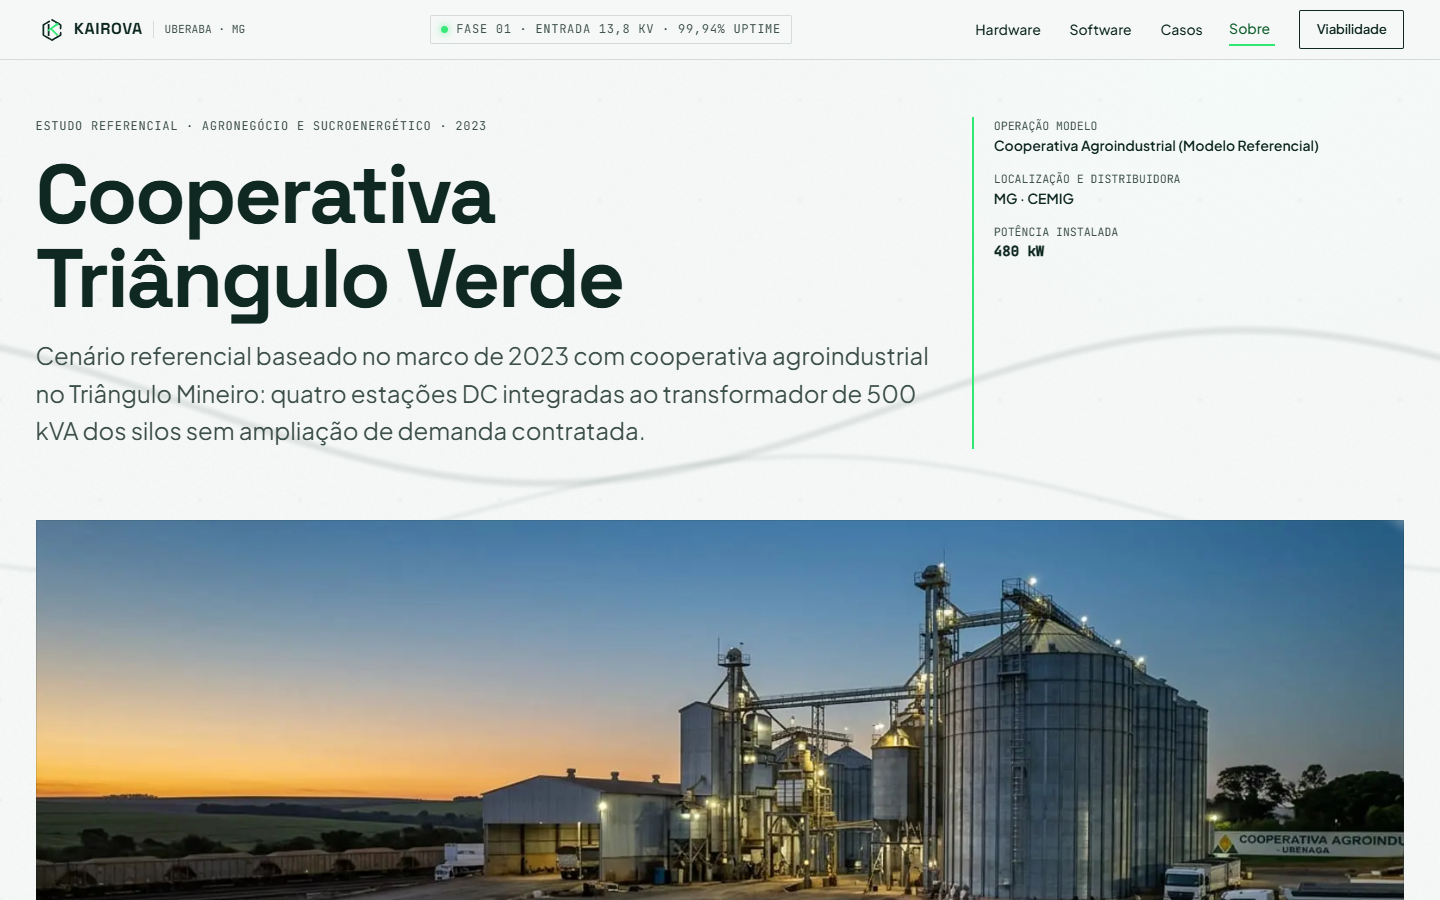 KAIROVA
UBERABA · MG
FASE 01 · ENTRADA 13,8 KV · 99,94% UPTIME
Hardware
Software
Casos
Sobre
Viabilidade
ESTUDO REFERENCIAL · AGRONEGÓCIO E SUCROENERGÉTICO · 2023
Cooperativa
Triângulo Verde
Cenário referencial baseado no marco de 2023 com cooperativa agroindustrial
no Triângulo Mineiro: quatro estações DC integradas ao transformador de 500
kVA dos silos sem ampliação de demanda contratada.
OPERAÇÃO MODELO
Cooperativa Agroindustrial (Modelo Referencial)
LOCALIZAÇÃO E DISTRIBUIDORA
MG · CEMIG
POTÊNCIA INSTALADA
480 kW
COOPERATIVA AGROINDU
- UBENAGA